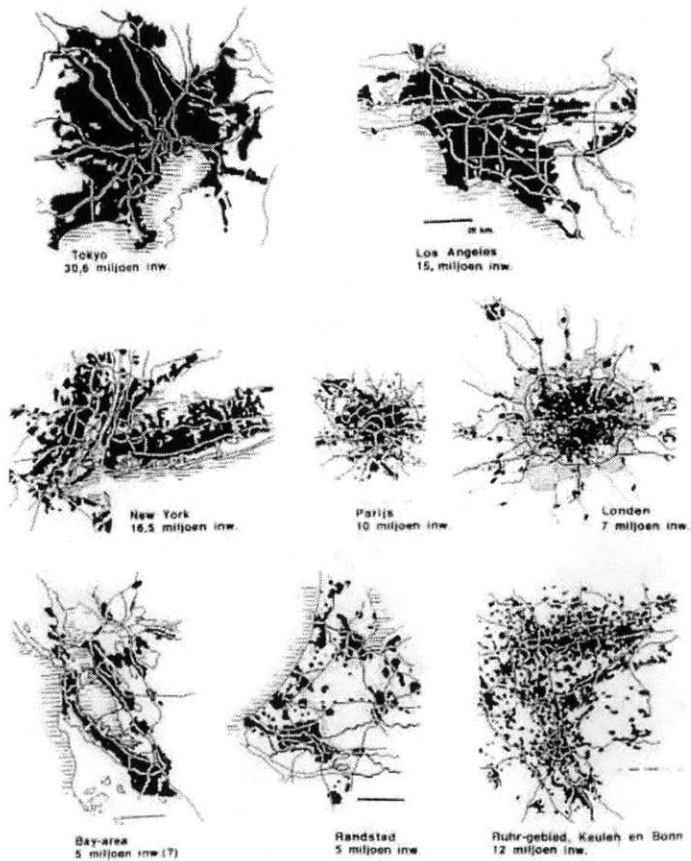 Tokyo
30,6 miljoen inw.
20 km.
Los Angeles
15, miljoen inw.
New York
16,5 miljoen inw.
Parijs
10 miljoen inw.
Londen
7 miljoen inw.
Bay-area
5 miljoen inw.(?)
Randstad
5 miljoen inw.
Ruhr-gebied, Keulen en Bonn
12 miljoen inw.